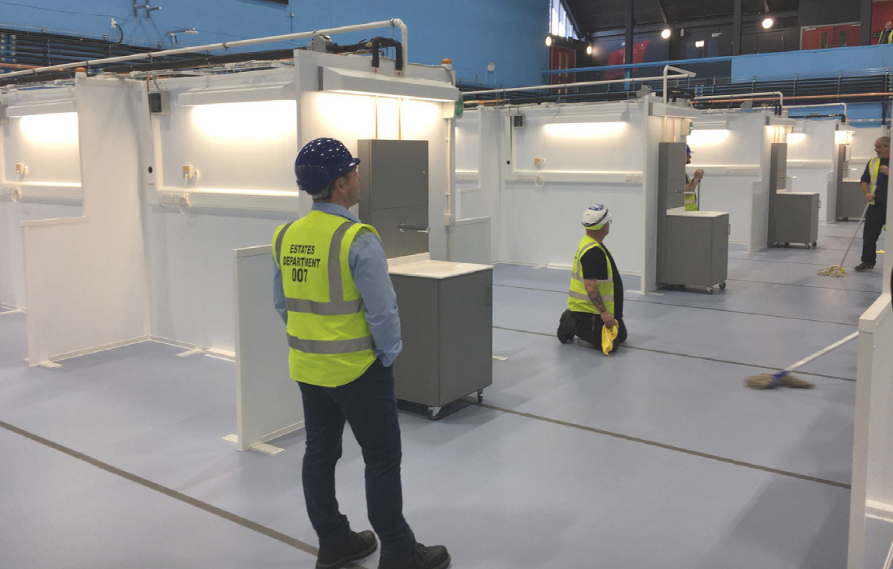 ESTATES
DEPARTMENT
007